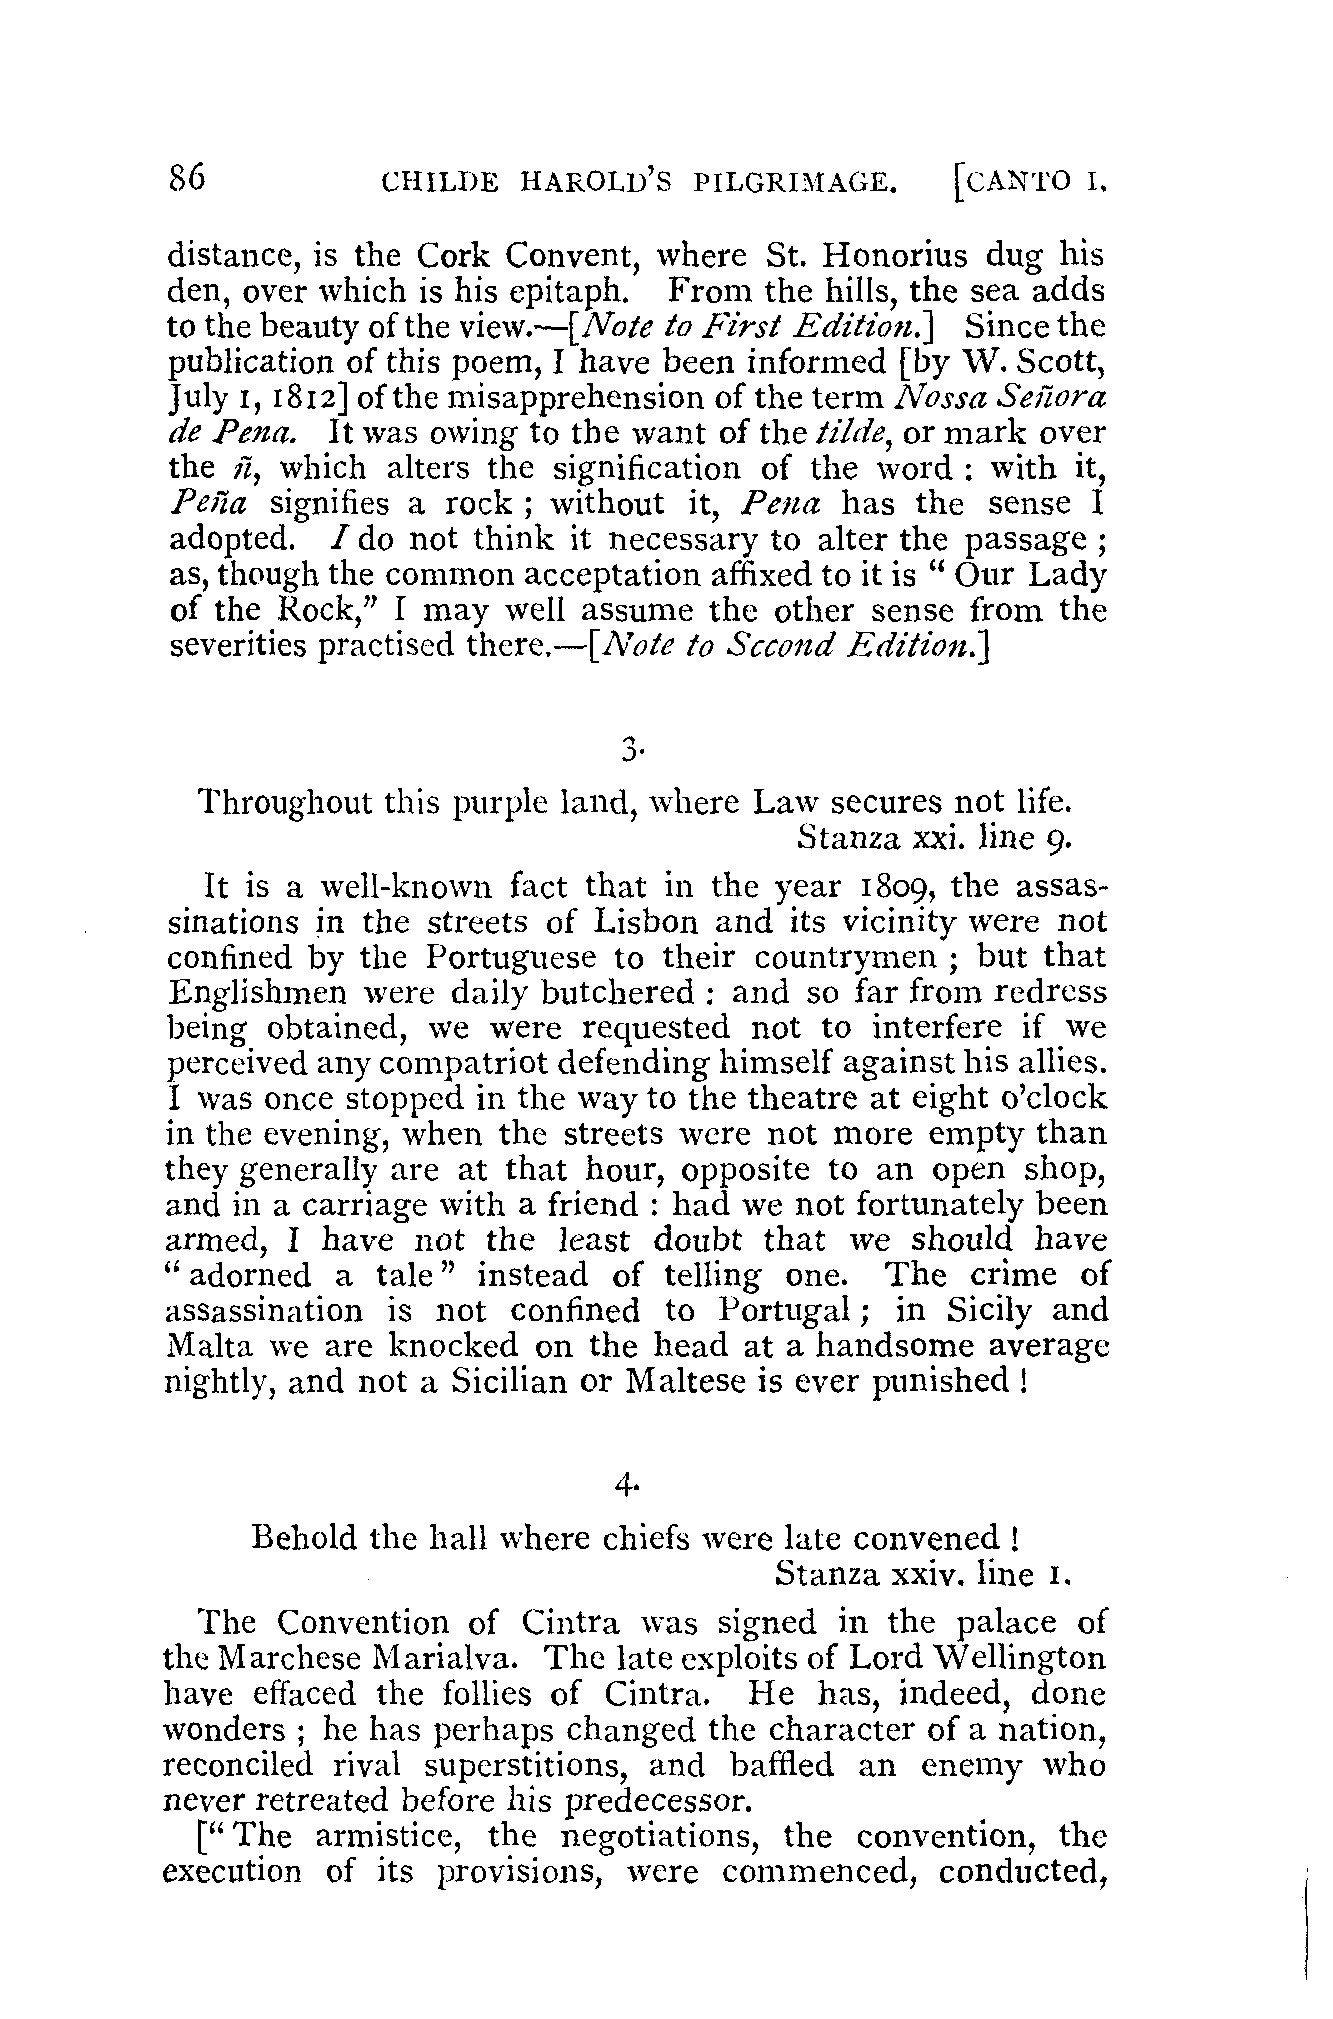 86 CHILDE HAROLD'S PILGRIMAGE. [CANTO I.
distance, is the Cork Convent, where St. Honorius dug his
den, over which is his epitaph. From the hills, the sea adds
to the beauty of the view.—[Note to First Edition.] Since the
publication of this poem, I have been informed [by W. Scott,
July 1, 1812] of the misapprehension of the term Nossa Señora
de Pena. It was owing to the want of the tilde, or mark over
the ñ, which alters the signification of the word : with it,
Peña signifies a rock ; without it, Pena has the sense I
adopted. I do not think it necessary to alter the passage ;
as, though the common acceptation affixed to it is “ Our Lady
of the Rock,” I may well assume the other sense from the
severities practised there.—[Note to Second Edition.]
3.
Throughout this purple land, where Law secures not life.
Stanza xxi. line 9.
It is a well-known fact that in the year 1809, the assas-
sinations in the streets of Lisbon and its vicinity were not
confined by the Portuguese to their countrymen ; but that
Englishmen were daily butchered : and so far from redress
being obtained, we were requested not to interfere if we
perceived any compatriot defending himself against his allies.
I was once stopped in the way to the theatre at eight o'clock
in the evening, when the streets were not more empty than
they generally are at that hour, opposite to an open shop,
and in a carriage with a friend : had we not fortunately been
armed, I have not the least doubt that we should have
“ adorned a tale ” instead of telling one. The crime of
assassination is not confined to Portugal ; in Sicily and
Malta we are knocked on the head at a handsome average
nightly, and not a Sicilian or Maltese is ever punished !
4.
Behold the hall where chiefs were late convened !
Stanza xxiv. line 1.
The Convention of Cintra was signed in the palace of
the Marchese Marialva. The late exploits of Lord Wellington
have effaced the follies of Cintra. He has, indeed, done
wonders ; he has perhaps changed the character of a nation,
reconciled rival superstitions, and baffled an enemy who
never retreated before his predecessor.
[“ The armistice, the negotiations, the convention, the
execution of its provisions, were commenced, conducted,